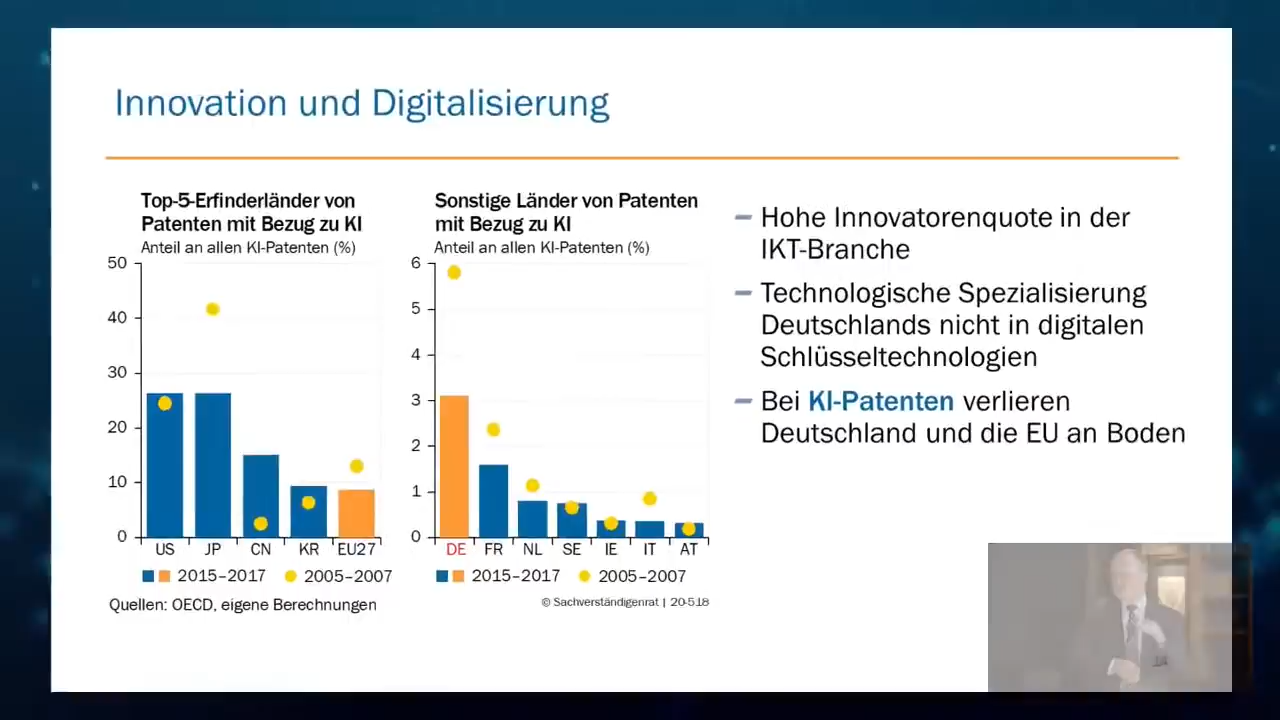 Innovation und Digitalisierung
Top-5-Erfinderländer von
Patenten mit Bezug zu KI
Anteil an allen KI-Patenten (%)
50
40
30
20
10
0
US JP CN KR EU27
2015–2017 2005–2007
Quellen: OECD, eigene Berechnungen
Sonstige Länder von Patenten
mit Bezug zu KI
Anteil an allen KI-Patenten (%)
6
5
4
3
2
1
0
DE FR NL SE IE IT AT
2015–2017 2005–2007
© Sachverständigenrat | 20-518
– Hohe Innovatorenquote in der
IKT-Branche
– Technologische Spezialisierung
Deutschlands nicht in digitalen
Schlüsseltechnologien
– Bei KI-Patenten verlieren
Deutschland und die EU an Boden